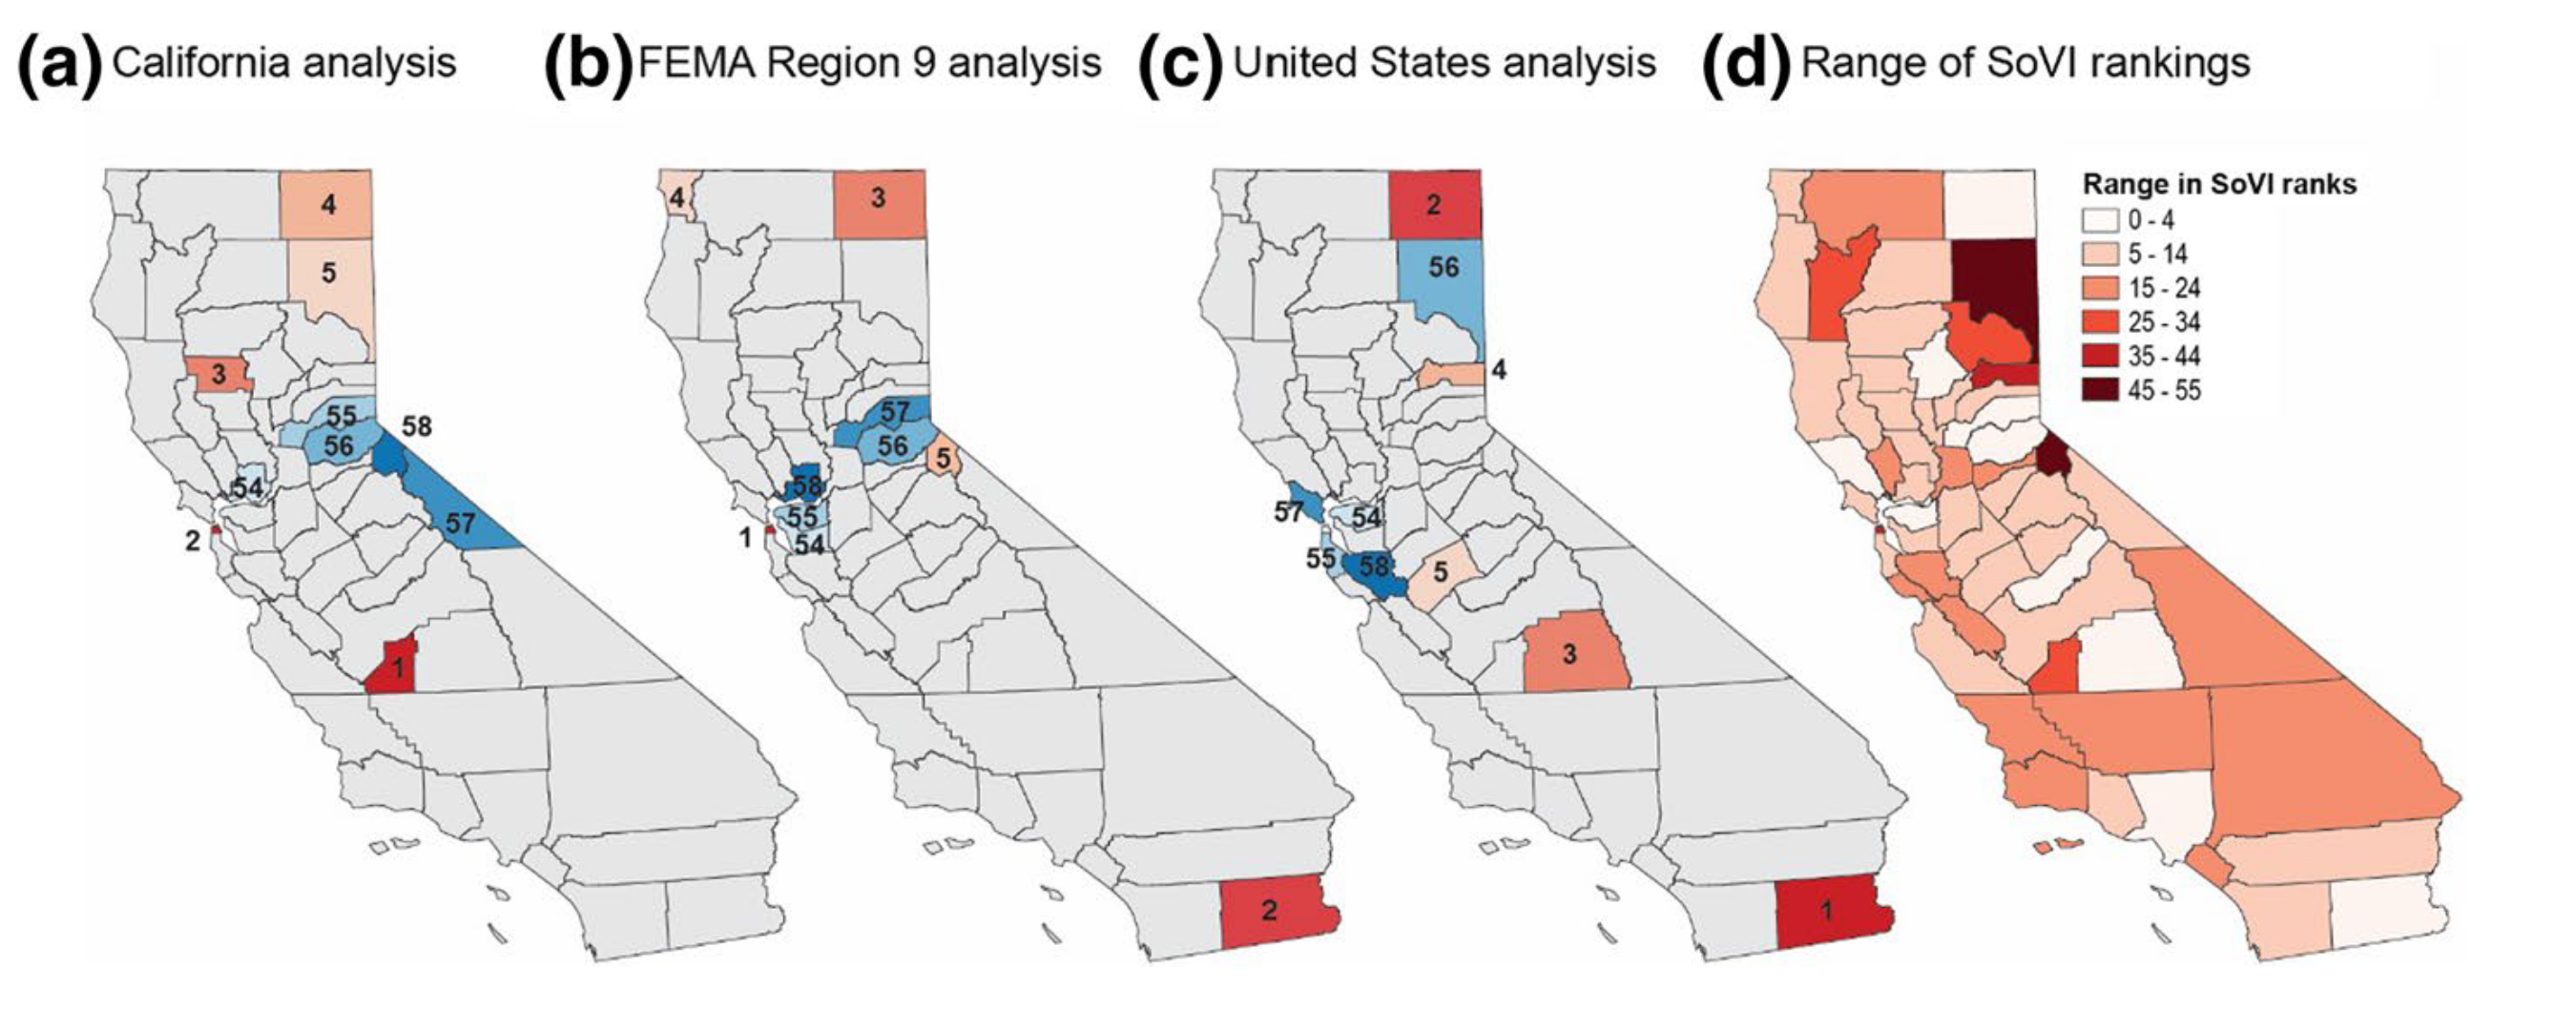 (a) California analysis
(b) FEMA Region 9 analysis
(c) United States analysis
(d) Range of SoVI rankings
4
5
3
55
56
58
54
57
2
1
4
3
57
56
5
58
55
1
54
2
2
56
4
57
54
55
58
5
3
1
Range in SoVI ranks
0 - 4
5 - 14
15 - 24
25 - 34
35 - 44
45 - 55